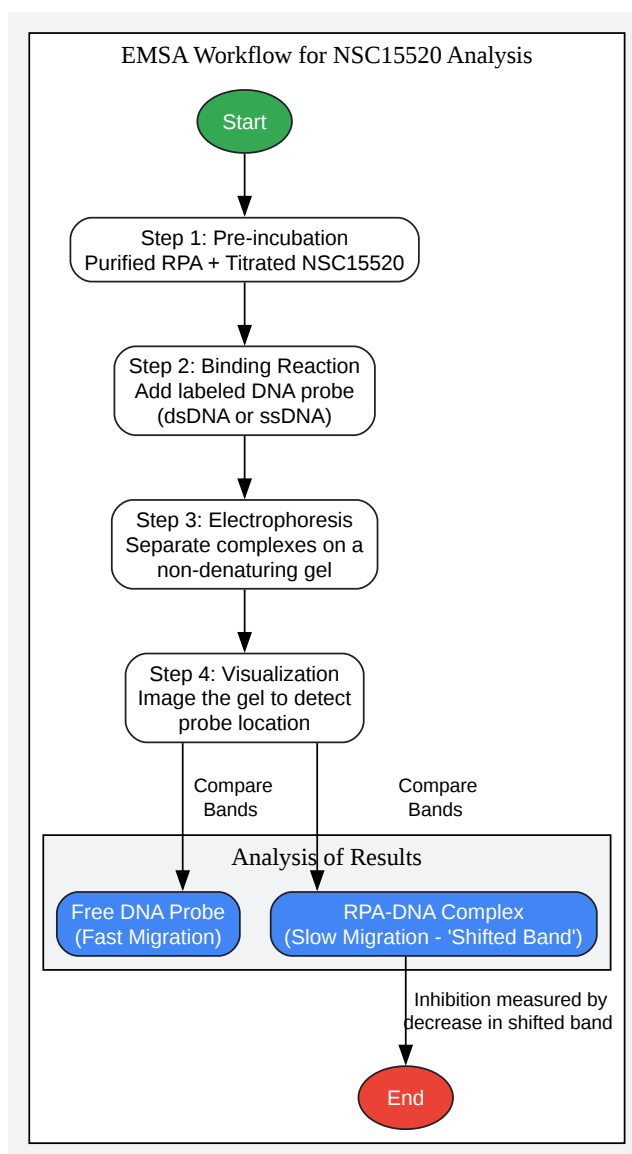 EMSA Workflow for NSC15520 Analysis
Start
Step 1: Pre-incubation
Purified RPA + Titrated NSC15520
Step 2: Binding Reaction
Add labeled DNA probe
(dsDNA or ssDNA)
Step 3: Electrophoresis
Separate complexes on a
non-denaturing gel
Step 4: Visualization
Image the gel to detect
probe location
Compare
Bands
Compare
Bands
Analysis of Results
Free DNA Probe
(Fast Migration)
RPA-DNA Complex
(Slow Migration - 'Shifted Band')
Inhibition measured by
decrease in shifted band
End